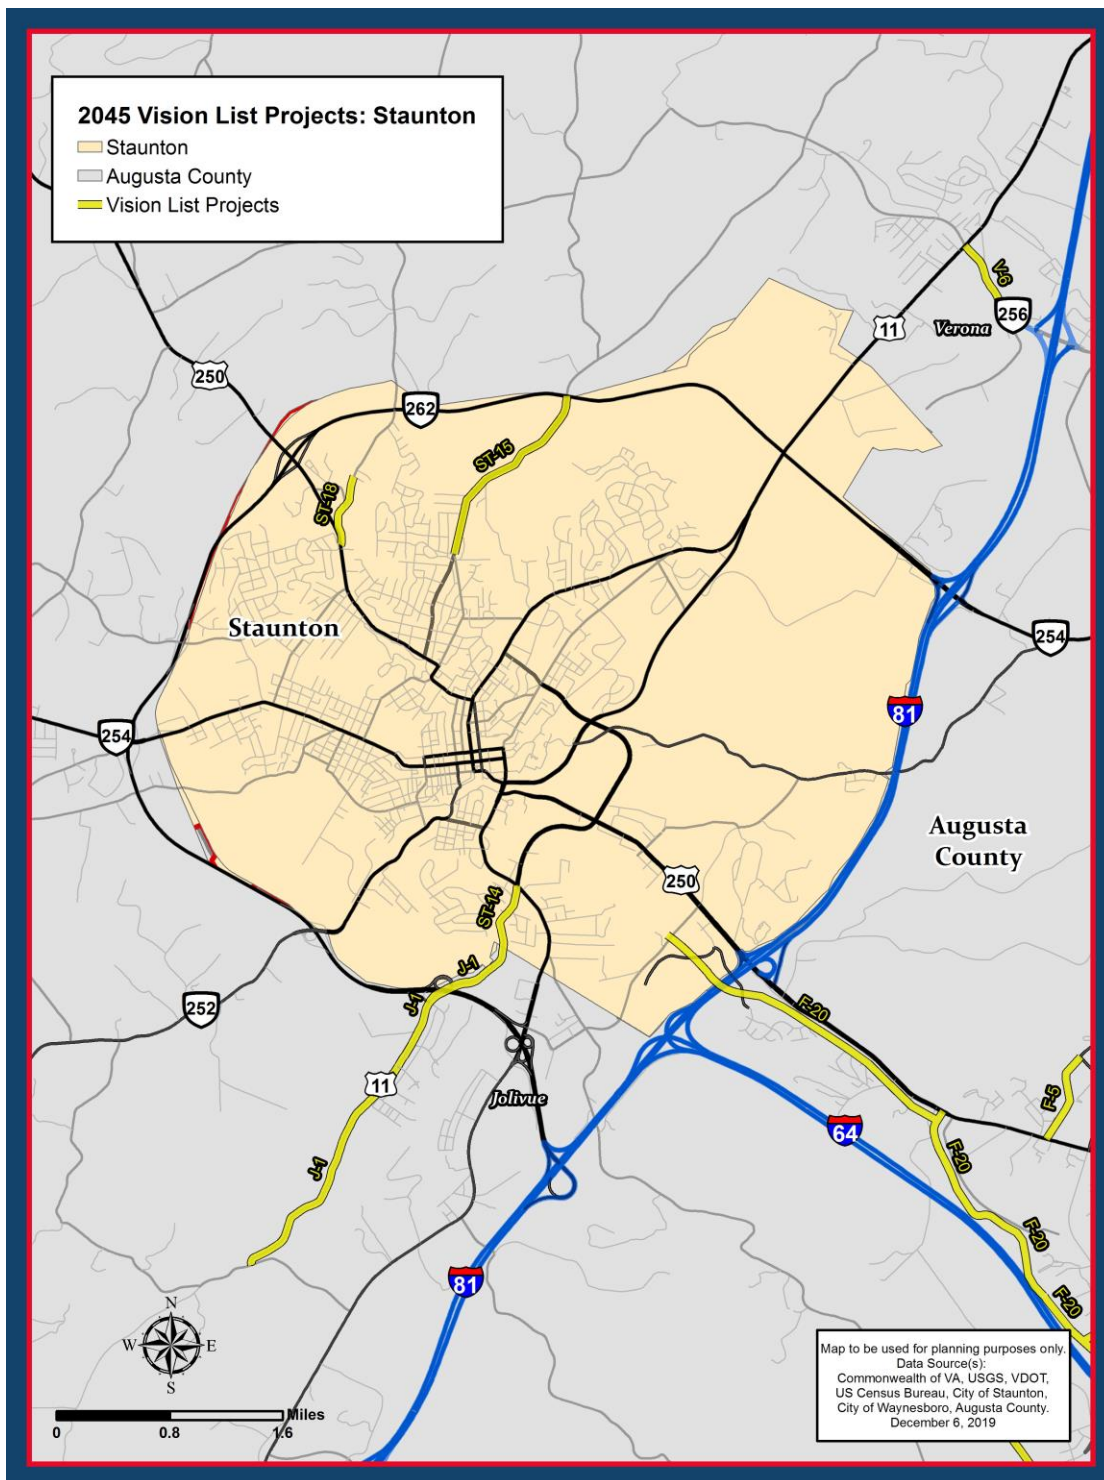 2045 Vision List Projects: Staunton
Staunton
Augusta County
Vision List Projects
V-6
256
11
Verona
250
262
ST-15
ST-18
Staunton
254
81
254
Augusta
County
250
ST-14
J-1
J-1
252
F-20
11
Jolivue
F-5
64
F-20
J-1
F-20
81
F-20
N
W
E
S
Miles
0
0.8
1.6
Map to be used for planning purposes only.
Data Source(s):
Commonwealth of VA, USGS, VDOT,
US Census Bureau, City of Staunton,
City of Waynesboro, Augusta County.
December 6, 2019